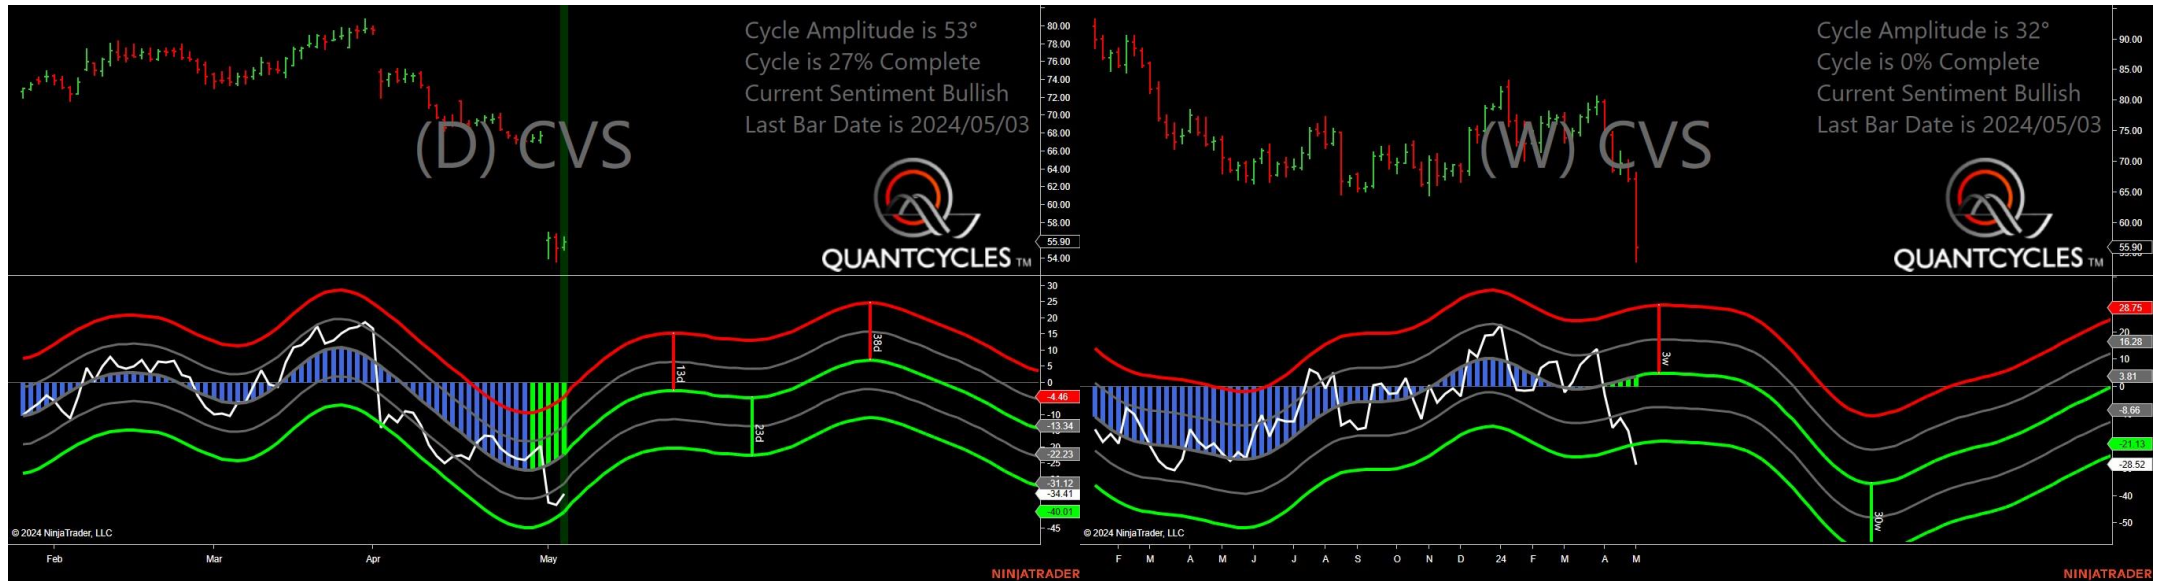 Cycle Amplitude is 53°
Cycle is 27% Complete
Current Sentiment Bullish
Last Bar Date is 2024/05/03
(D) CVS
QUANTCYCLES TM
80.00
78.00
76.00
74.00
72.00
70.00
68.00
66.00
64.00
62.00
60.00
58.00
55.90
54.00
30
25
20
15
10
5
0
-4.46
-10
-13.34
-22.23
-25
-31.12
-34.41
-40.01
-45
13d
23d
38d
© 2024 NinjaTrader, LLC
Feb Mar Apr May
NINJATRADER
Cycle Amplitude is 32°
Cycle is 0% Complete
Current Sentiment Bullish
Last Bar Date is 2024/05/03
(W) CVS
QUANTCYCLES TM
90.00
85.00
80.00
75.00
70.00
65.00
60.00
55.90
28.75
20
16.28
10
3.81
0
-8.66
-21.13
-28.52
-40
-50
3w
30w
© 2024 NinjaTrader, LLC
F M A M J J A S O N D 24 F M A M
NINJATRADER